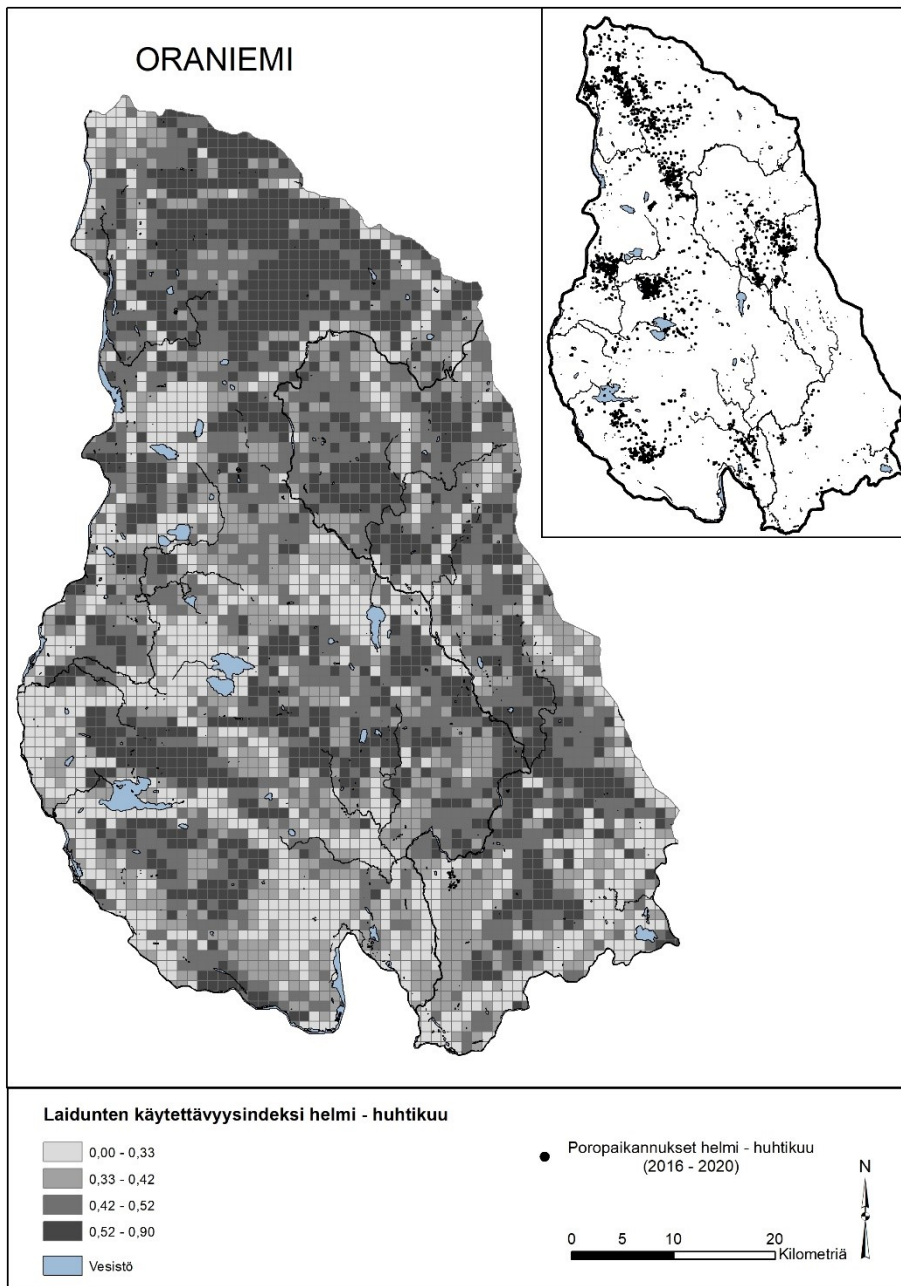 ORANIEMI
Laidunten käytettävyysindeksi helmi - huhtikuu
0,00 - 0,33
0,33 - 0,42
0,42 - 0,52
0,52 - 0,90
Vesistö
Poropaikannukset helmi - huhtikuu
(2016 - 2020)
N
0 5 10 20
Kilometriä